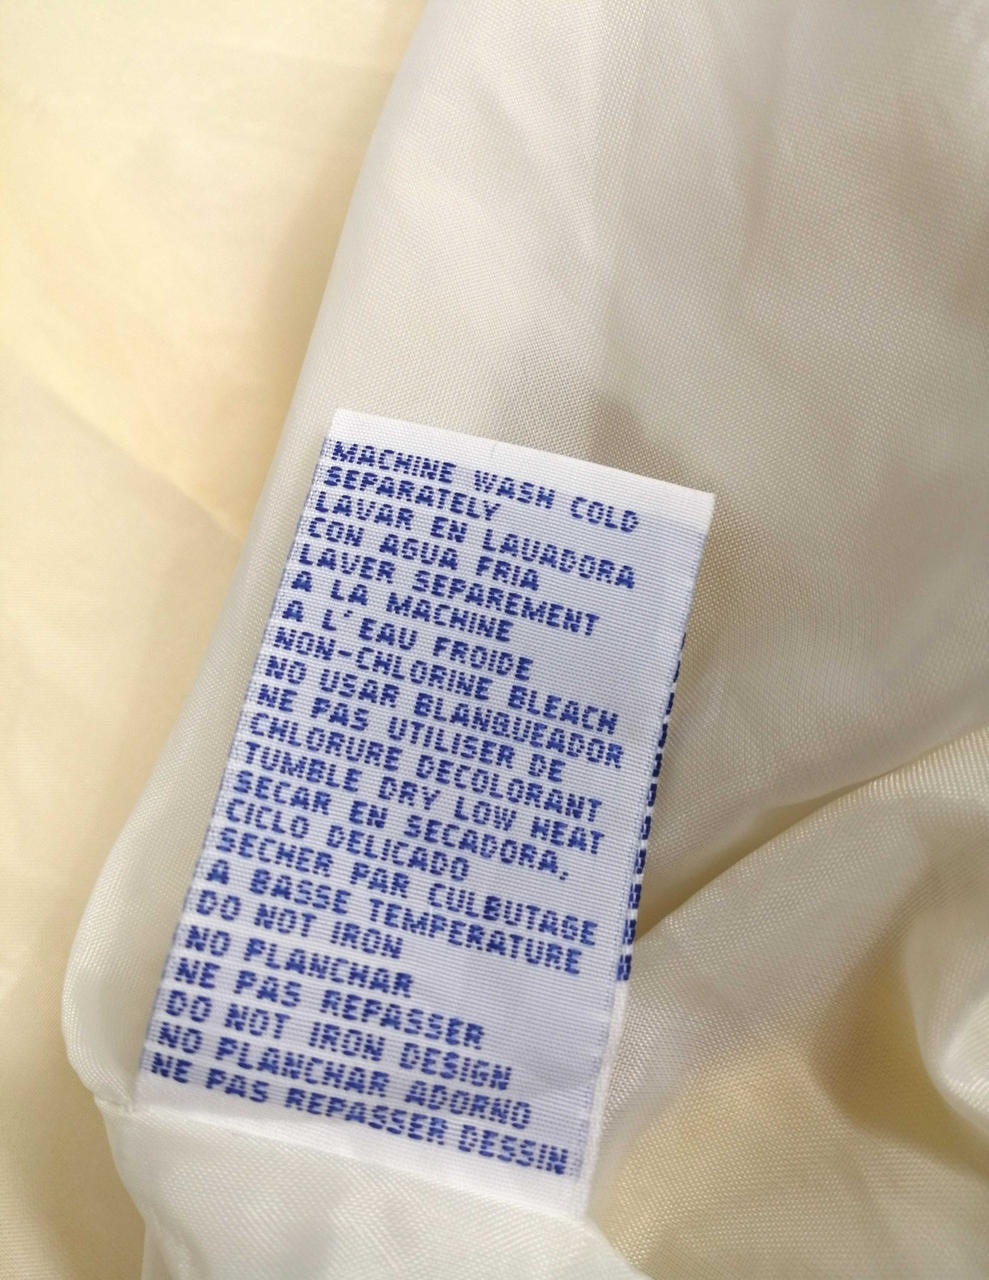 MACHINE WASH COLD
SEPARATELY
LAVAR EN LAVADORA
CON AGUA FRIA
LAVER SEPAREMENT
A LA MACHINE
A L'EAU FROIDE
NON-CHLORINE BLEACH
NO USAR BLANQUEADOR
NE PAS UTILISER DE
CHLORURE DECOLORANT
TUMBLE DRY LOW HEAT
SECAR EN SECADORA,
CICLO DELICADO
SECHER PAR CULBUTAGE
A BASSE TEMPERATURE
DO NOT IRON
NO PLANCHAR
NE PAS REPASSER
DO NOT IRON DESIGN
NO PLANCHAR ADORNO
NE PAS REPASSER DESSIN